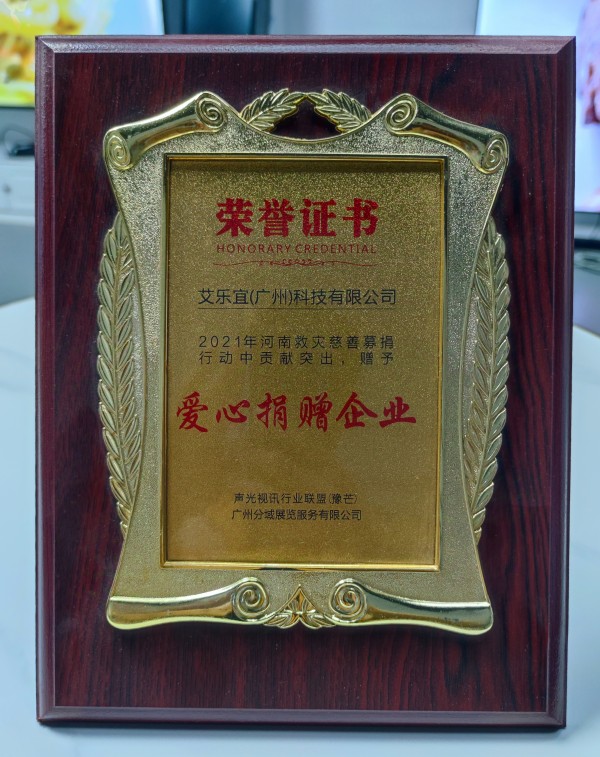 荣誉证书
HONORARY CREDENTIAL
艾乐宜(广州)科技有限公司
2021年河南救灾慈善募捐
行动中贡献突出，赠予
爱心捐赠企业
声光视讯行业联盟(豫芒)
广州分域展览服务有限公司